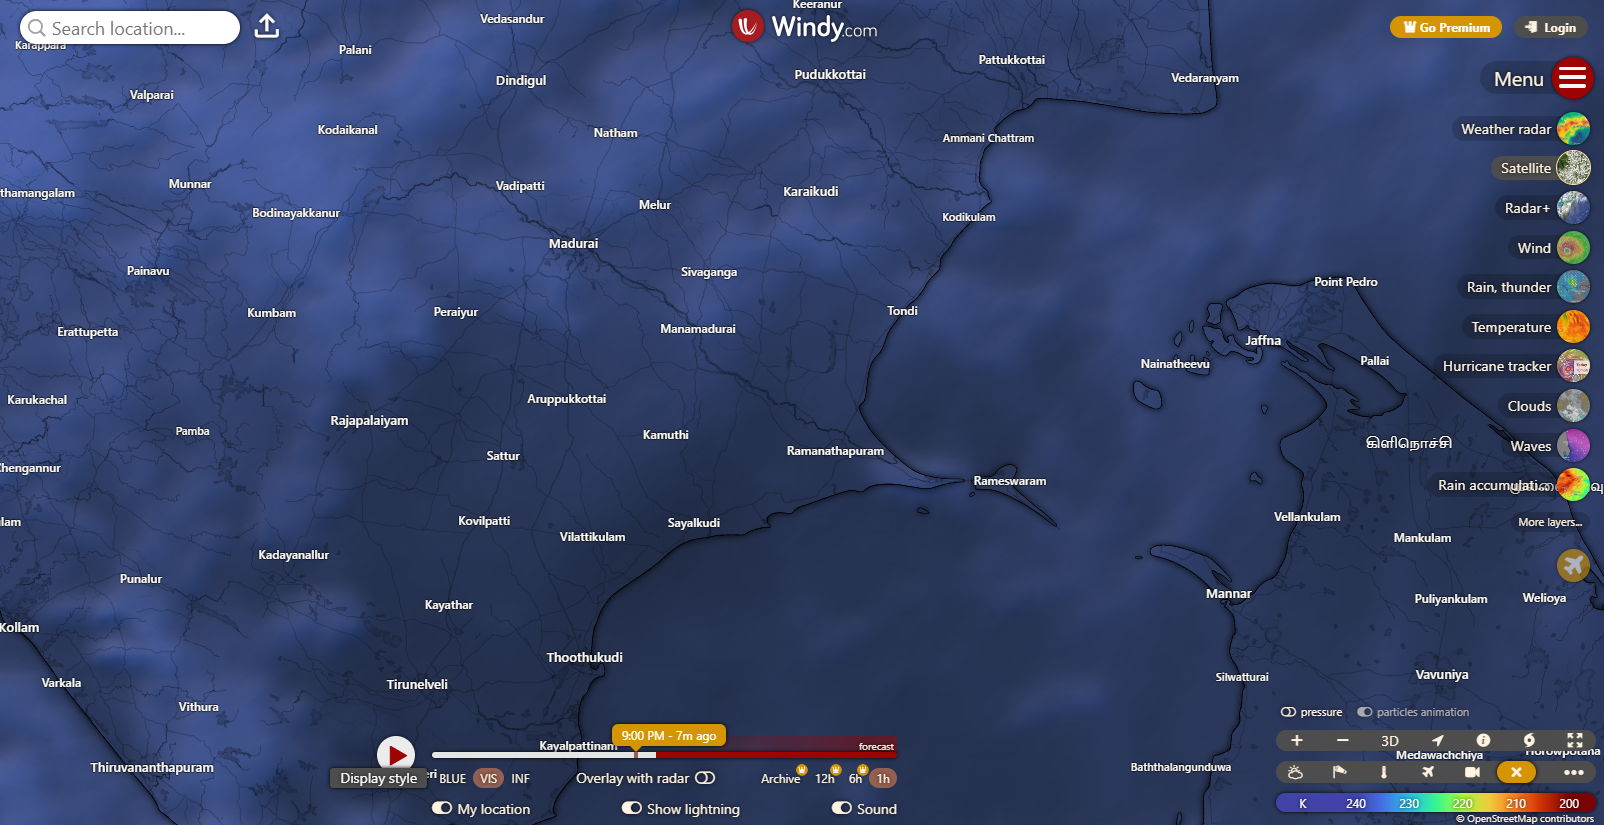 Search location...
Windy.com
Go Premium
Login
Menu
Weather radar
Satellite
Radar+
Wind
Rain, thunder
Temperature
Hurricane tracker
Clouds
Waves
Rain accumulati...
More layers...
Keeranur
Vedasandur
Karappara
Palani
Pattukkottai
Pudukkottai
Vedaranyam
Dindigul
Valparai
Kodaikanal
Natham
Ammani Chattram
Munnar
Vadipatti
Karaikudi
thamangalam
Melur
Bodinayakkanur
Kodikulam
Madurai
Painavu
Sivaganga
Point Pedro
Kumbam
Peraiyur
Tondi
Erattupetta
Manamadurai
Jaffna
Nainatheevu
Pallai
Karukachal
Aruppukkottai
Rajapalaiyam
Pamba
Kamuthi
கிளிநொச்சி
Sattur
Ramanathapuram
Chengannur
Rameswaram
lam
Kovilpatti
Sayalkudi
Vellankulam
Vilattikulam
Mankulam
Kadayanallur
Punalur
Mannar
Kayathar
Puliyankulam
Welioya
Kollam
Thoothukudi
Varkala
Tirunelveli
Silwatturai
Vavuniya
Vithura
Kayalpattinam
Thiruvananthapuram
Baththalangunduwa
Medawachchiya
Horowpotana
9:00 PM - 7m ago
forecast
Display style
eri
BLUE VIS INF
Overlay with radar
Archive 12h 6h 1h
My location
Show lightning
Sound
pressure
particles animation
3D
K 240 230 220 210 200
© OpenStreetMap contributors